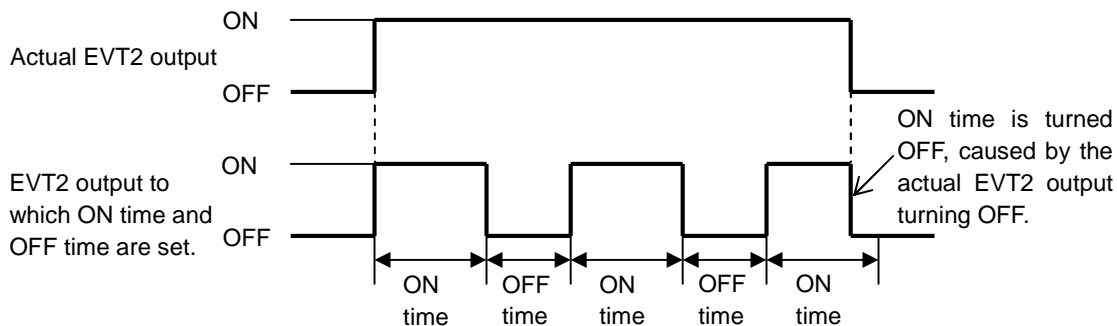 ON
Actual EVT2 output
OFF
ON time is turned
OFF, caused by the
actual EVT2 output
turning OFF.
ON
EVT2 output to
which ON time and
OFF time are set.
OFF
ON
time
OFF
time
ON
time
OFF
time
ON
time